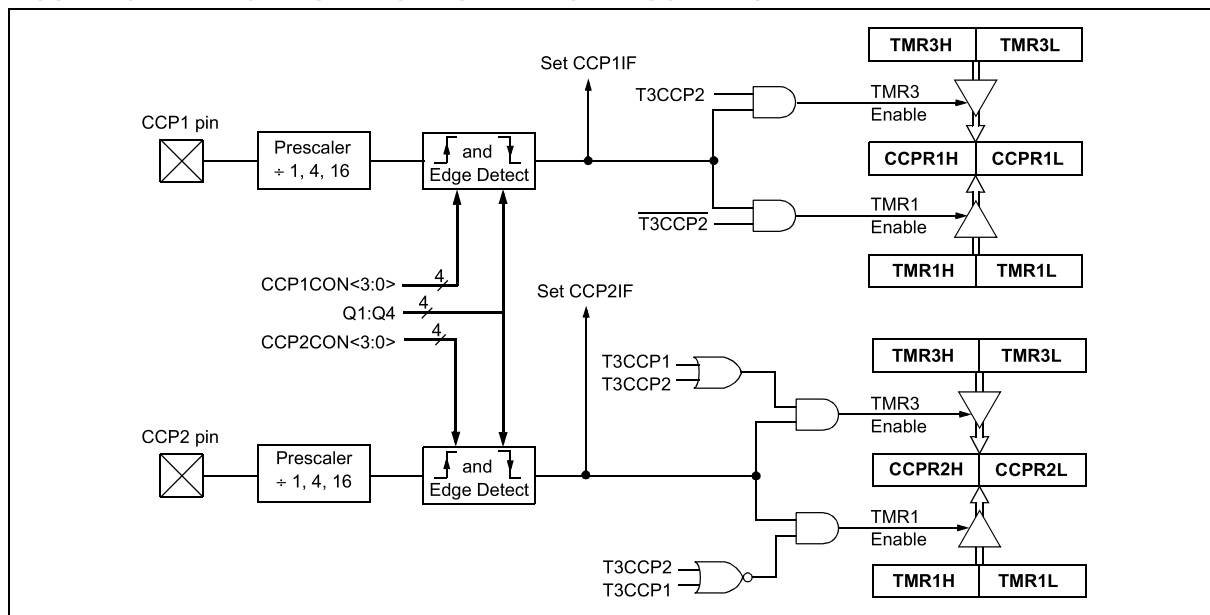 TMR3H TMR3L
Set CCP1IF
T3CCP2
TMR3
Enable
CCP1 pin
Prescaler
÷ 1, 4, 16
and
Edge Detect
CCPR1H CCPR1L
T3CCP2
TMR1
Enable
TMR1H TMR1L
CCP1CON<3:0> 4
Q1:Q4 4
CCP2CON<3:0> 4
Set CCP2IF
TMR3H TMR3L
T3CCP1
T3CCP2
TMR3
Enable
CCP2 pin
Prescaler
÷ 1, 4, 16
and
Edge Detect
CCPR2H CCPR2L
TMR1
Enable
T3CCP2
T3CCP1
TMR1H TMR1L